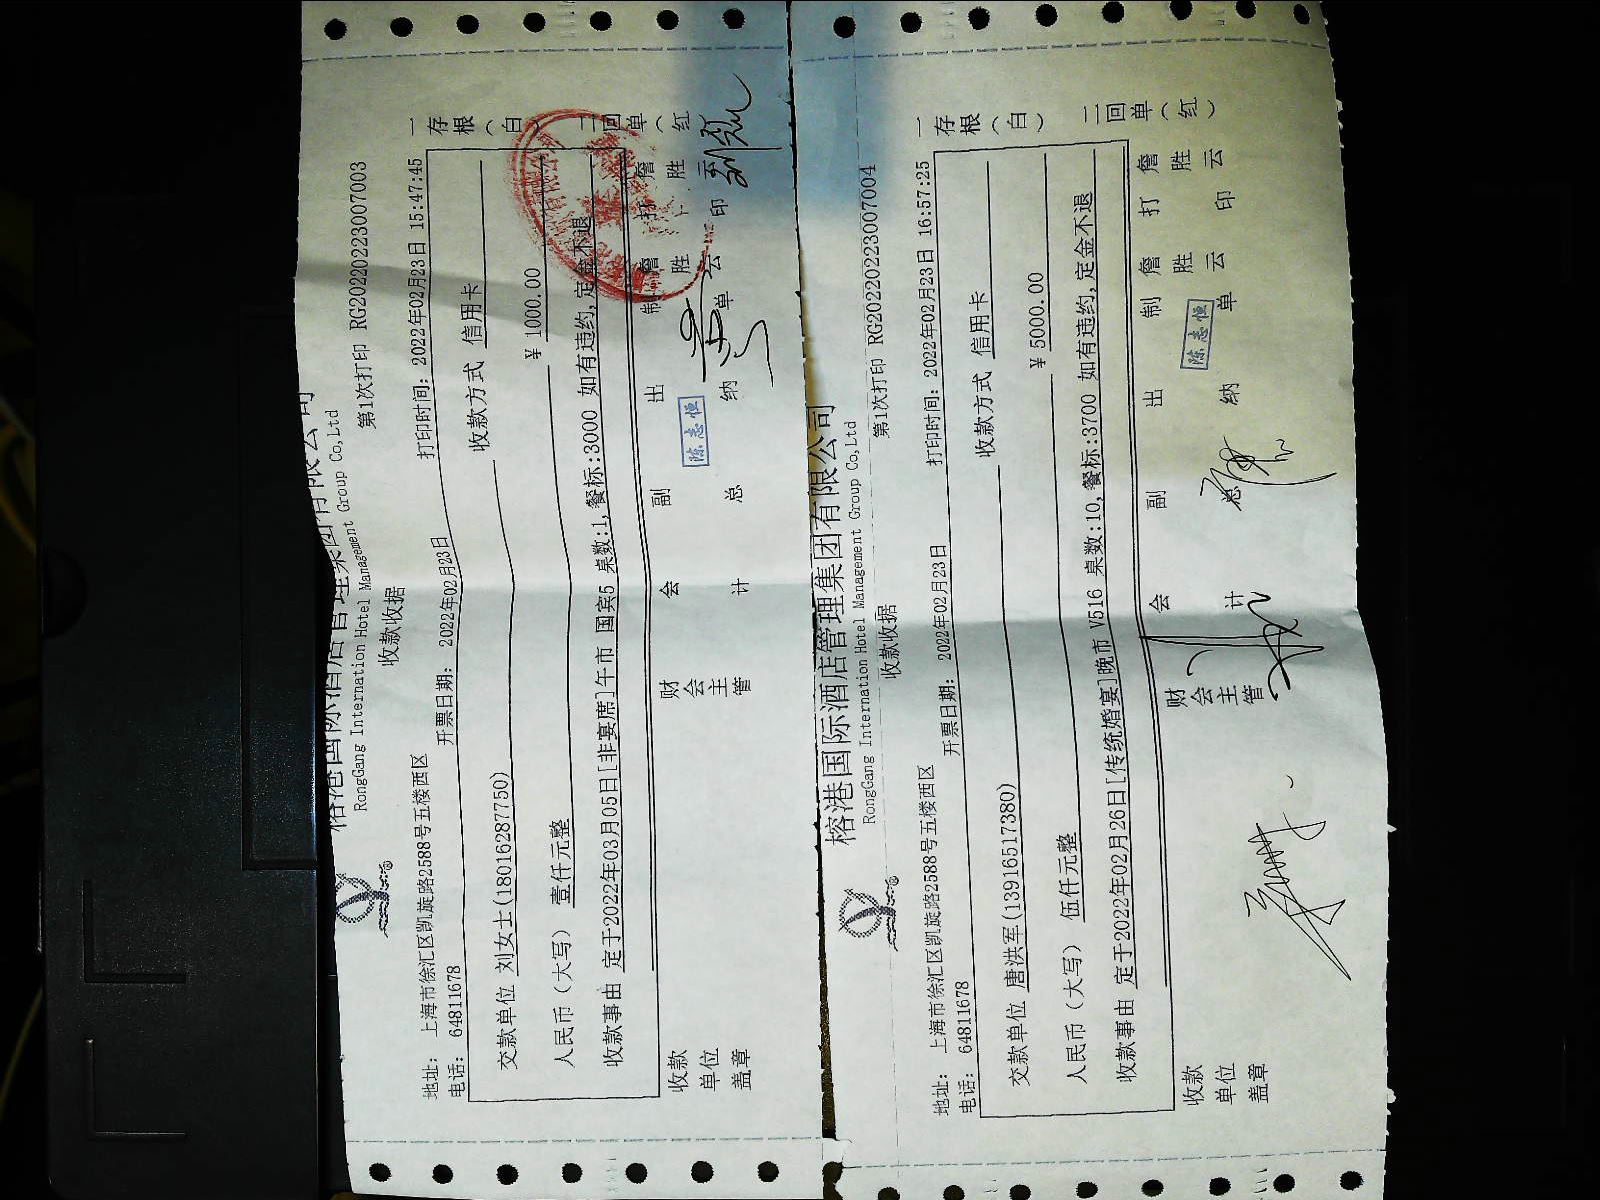 榕港国际酒店管理集团有限公司
RongGang International Hotel Management Group Co,Ltd
收款收据
第1次打印 RG20220223007003
地址: 上海市徐汇区凯旋路2588号五楼西区
电话: 64811678
开票日期: 2022年02月23日
打印时间: 2022年02月23日 15:47:45
交款单位 刘女士(18016287750)
收款方式 信用卡
人民币(大写) 壹仟元整
¥ 1000.00
收款事由 定于2022年03月05日[非宴席]午市 国宾5 桌数:1,餐标:3000 如有违约,定金不退
收款单位盖章
财会主管
会计
副总
出纳
陈志恒
制单
詹胜云
打印
詹胜云
一存根(白)
二回单(红)
榕港国际酒店管理集团有限公司
RongGang International Hotel Management Group Co,Ltd
收款收据
第1次打印 RG20220223007004
地址: 上海市徐汇区凯旋路2588号五楼西区
电话: 64811678
开票日期: 2022年02月23日
打印时间: 2022年02月23日 16:57:25
交款单位 唐洪军(13916517380)
收款方式 信用卡
人民币(大写) 伍仟元整
¥ 5000.00
收款事由 定于2022年02月26日[传统婚宴]晚市 V516 桌数:10,餐标:3700 如有违约,定金不退
收款单位盖章
财会主管
会计
副总
出纳
陈志恒
制单
詹胜云
打印
詹胜云
一存根(白)
二回单(红)